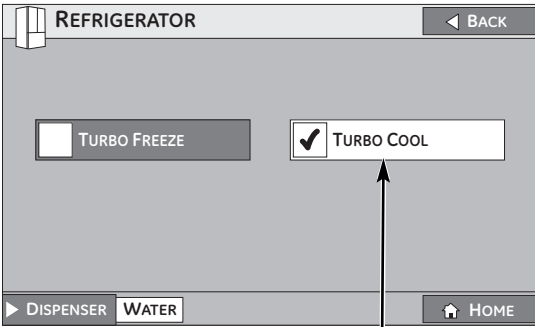 REFRIGERATOR
BACK
TURBO FREEZE
TURBO COOL
DISPENSER WATER
HOME